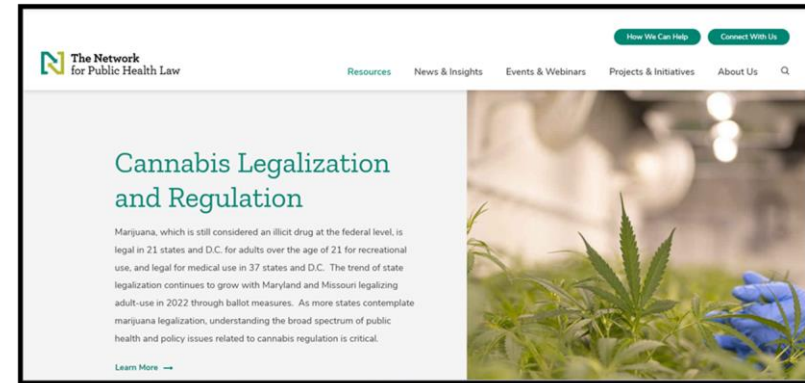 How We Can Help
Connect With Us
The Network
for Public Health Law
Resources
News & Insights
Events & Webinars
Projects & Initiatives
About Us
Cannabis Legalization
and Regulation
Marijuana, which is still considered an illicit drug at the federal level, is
legal in 21 states and D.C. for adults over the age of 21 for recreational
use, and legal for medical use in 37 states and D.C. The trend of state
legalization continues to grow with Maryland and Missouri legalizing
adult-use in 2022 through ballot measures. As more states contemplate
marijuana legalization, understanding the broad spectrum of public
health and policy issues related to cannabis regulation is critical.
Learn More →